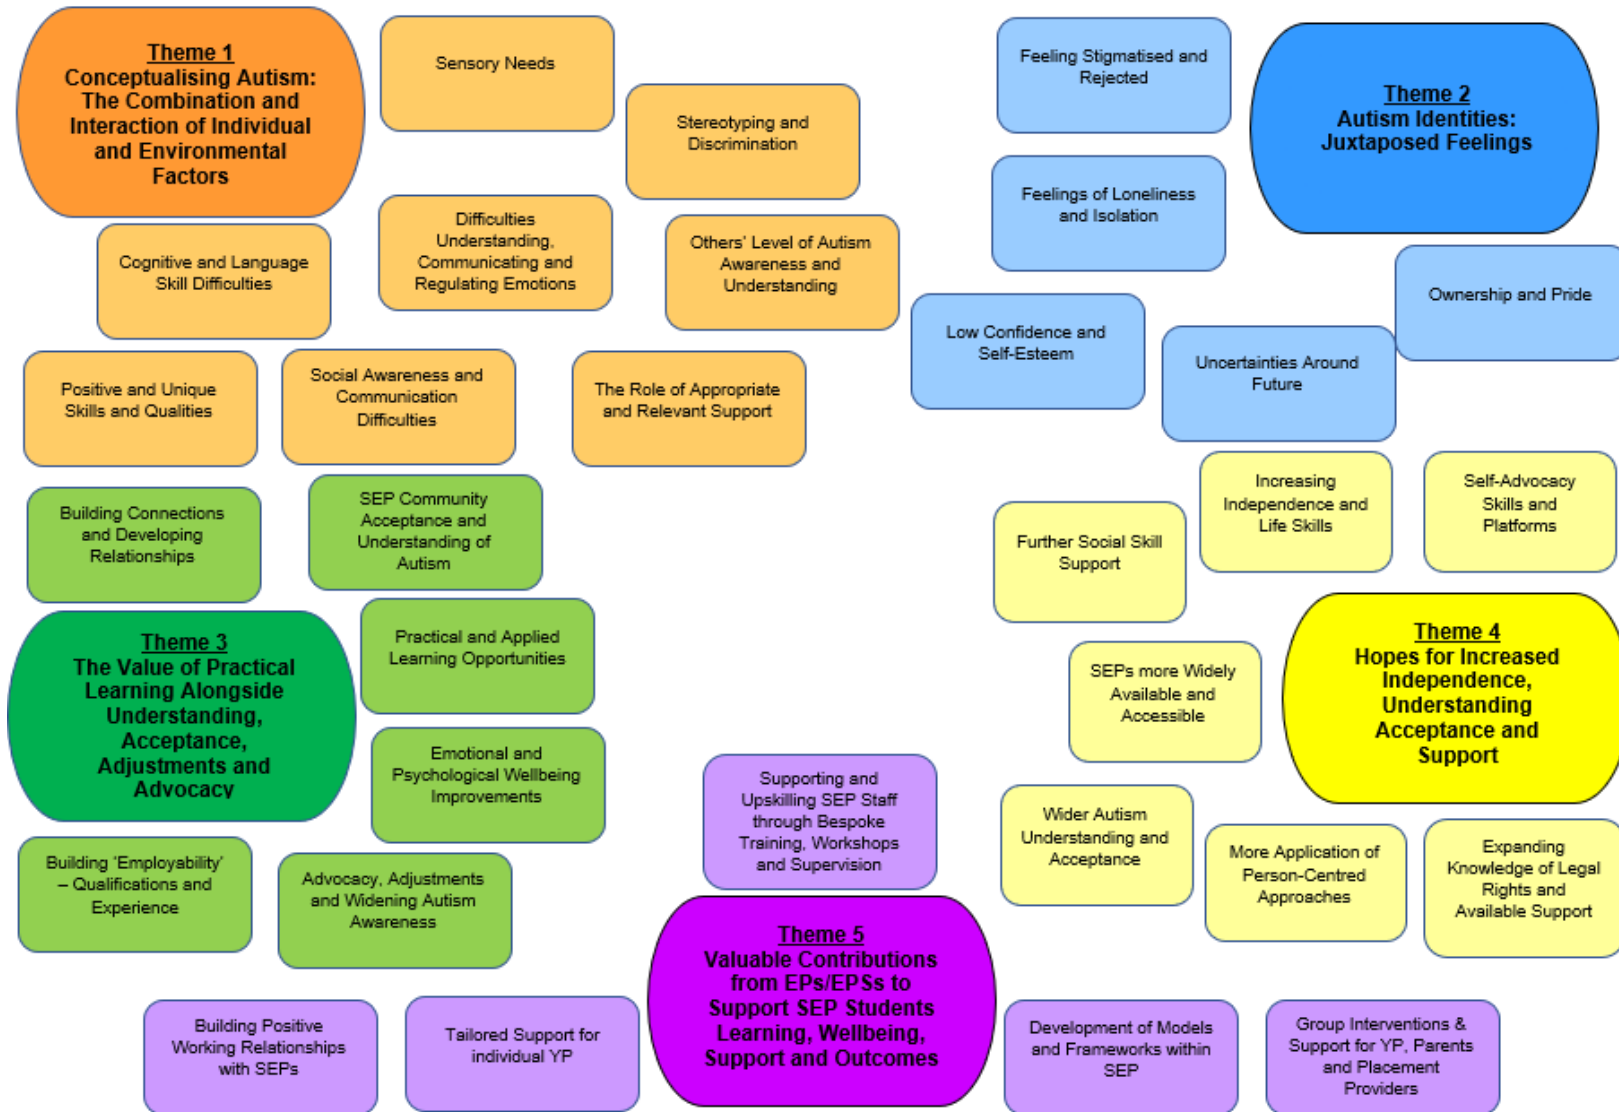 Theme 1
Conceptualising Autism:
The Combination and
Interaction of Individual
and Environmental
Factors
Sensory Needs
Stereotyping and
Discrimination
Cognitive and Language
Skill Difficulties
Difficulties
Understanding,
Communicating and
Regulating Emotions
Others' Level of Autism
Awareness and
Understanding
Positive and Unique
Skills and Qualities
Social Awareness and
Communication
Difficulties
The Role of Appropriate
and Relevant Support
Feeling Stigmatised and
Rejected
Theme 2
Autism Identities:
Juxtaposed Feelings
Feelings of Loneliness
and Isolation
Ownership and Pride
Low Confidence and
Self-Esteem
Uncertainties Around
Future
Building Connections
and Developing
Relationships
SEP Community
Acceptance and
Understanding of
Autism
Theme 3
The Value of Practical
Learning Alongside
Understanding,
Acceptance,
Adjustments and
Advocacy
Practical and Applied
Learning Opportunities
Emotional and
Psychological Wellbeing
Improvements
Building 'Employability'
– Qualifications and
Experience
Advocacy, Adjustments
and Widening Autism
Awareness
Increasing
Independence and
Life Skills
Self-Advocacy
Skills and
Platforms
Further Social Skill
Support
Theme 4
Hopes for Increased
Independence,
Understanding
Acceptance and
Support
SEPs more Widely
Available and
Accessible
Wider Autism
Understanding and
Acceptance
More Application of
Person-Centred
Approaches
Expanding
Knowledge of Legal
Rights and
Available Support
Supporting and
Upskilling SEP Staff
through Bespoke
Training, Workshops
and Supervision
Theme 5
Valuable Contributions
from EPs/EPSs to
Support SEP Students
Learning, Wellbeing,
Support and Outcomes
Building Positive
Working Relationships
with SEPs
Tailored Support for
individual YP
Development of Models
and Frameworks within
SEP
Group Interventions &
Support for YP, Parents
and Placement
Providers